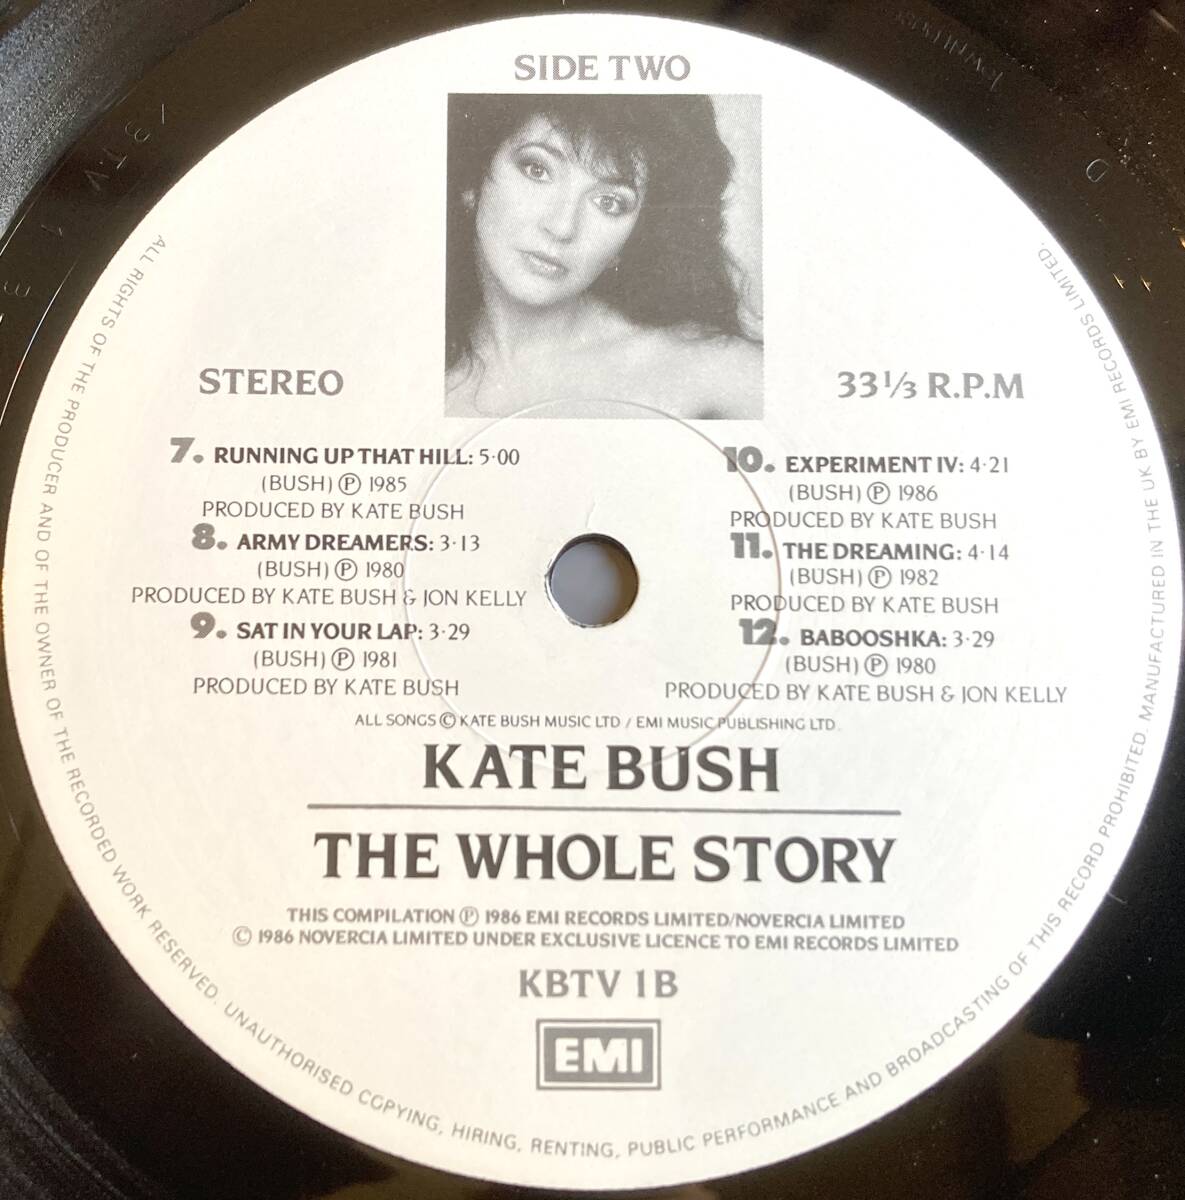 SIDE TWO
STEREO
33 1/3 R.P.M
7. RUNNING UP THAT HILL: 5·00
(BUSH) ℗ 1985
PRODUCED BY KATE BUSH
8. ARMY DREAMERS: 3·13
(BUSH) ℗ 1980
PRODUCED BY KATE BUSH & JON KELLY
9. SAT IN YOUR LAP: 3·29
(BUSH) ℗ 1981
PRODUCED BY KATE BUSH
10. EXPERIMENT IV: 4·21
(BUSH) ℗ 1986
PRODUCED BY KATE BUSH
11. THE DREAMING: 4·14
(BUSH) ℗ 1982
PRODUCED BY KATE BUSH
12. BABOOSHKA: 3·29
(BUSH) ℗ 1980
PRODUCED BY KATE BUSH & JON KELLY
ALL SONGS © KATE BUSH MUSIC LTD / EMI MUSIC PUBLISHING LTD.
KATE BUSH
THE WHOLE STORY
THIS COMPILATION ℗ 1986 EMI RECORDS LIMITED/NOVERCIA LIMITED
© 1986 NOVERCIA LIMITED UNDER EXCLUSIVE LICENCE TO EMI RECORDS LIMITED
KBTV 1B
EMI
ALL RIGHTS OF THE PRODUCER AND OF THE OWNER OF THE RECORDED WORK RESERVED. UNAUTHORISED COPYING, HIRING, RENTING, PUBLIC PERFORMANCE AND BROADCASTING OF THIS RECORD PROHIBITED. MANUFACTURED IN THE UK BY EMI RECORDS LIMITED.